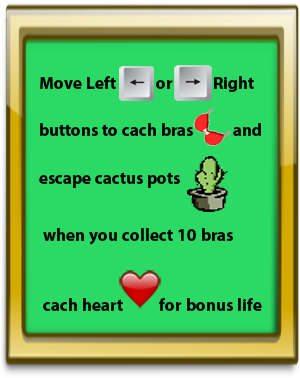 Move Left ← or → Right
buttons to cach bras and
escape cactus pots
when you collect 10 bras
cach heart for bonus life